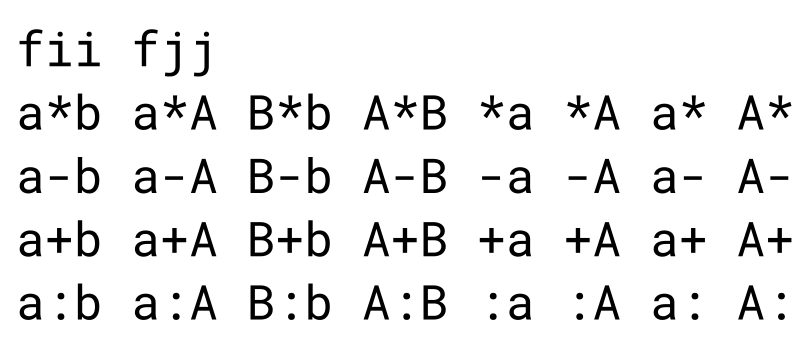 fii fjj
a*b a*A B*b A*B *a *A a* A*
a-b a-A B-b A-B -a -A a- A-
a+b a+A B+b A+B +a +A a+ A+
a:b a:A B:b A:B :a :A a: A: